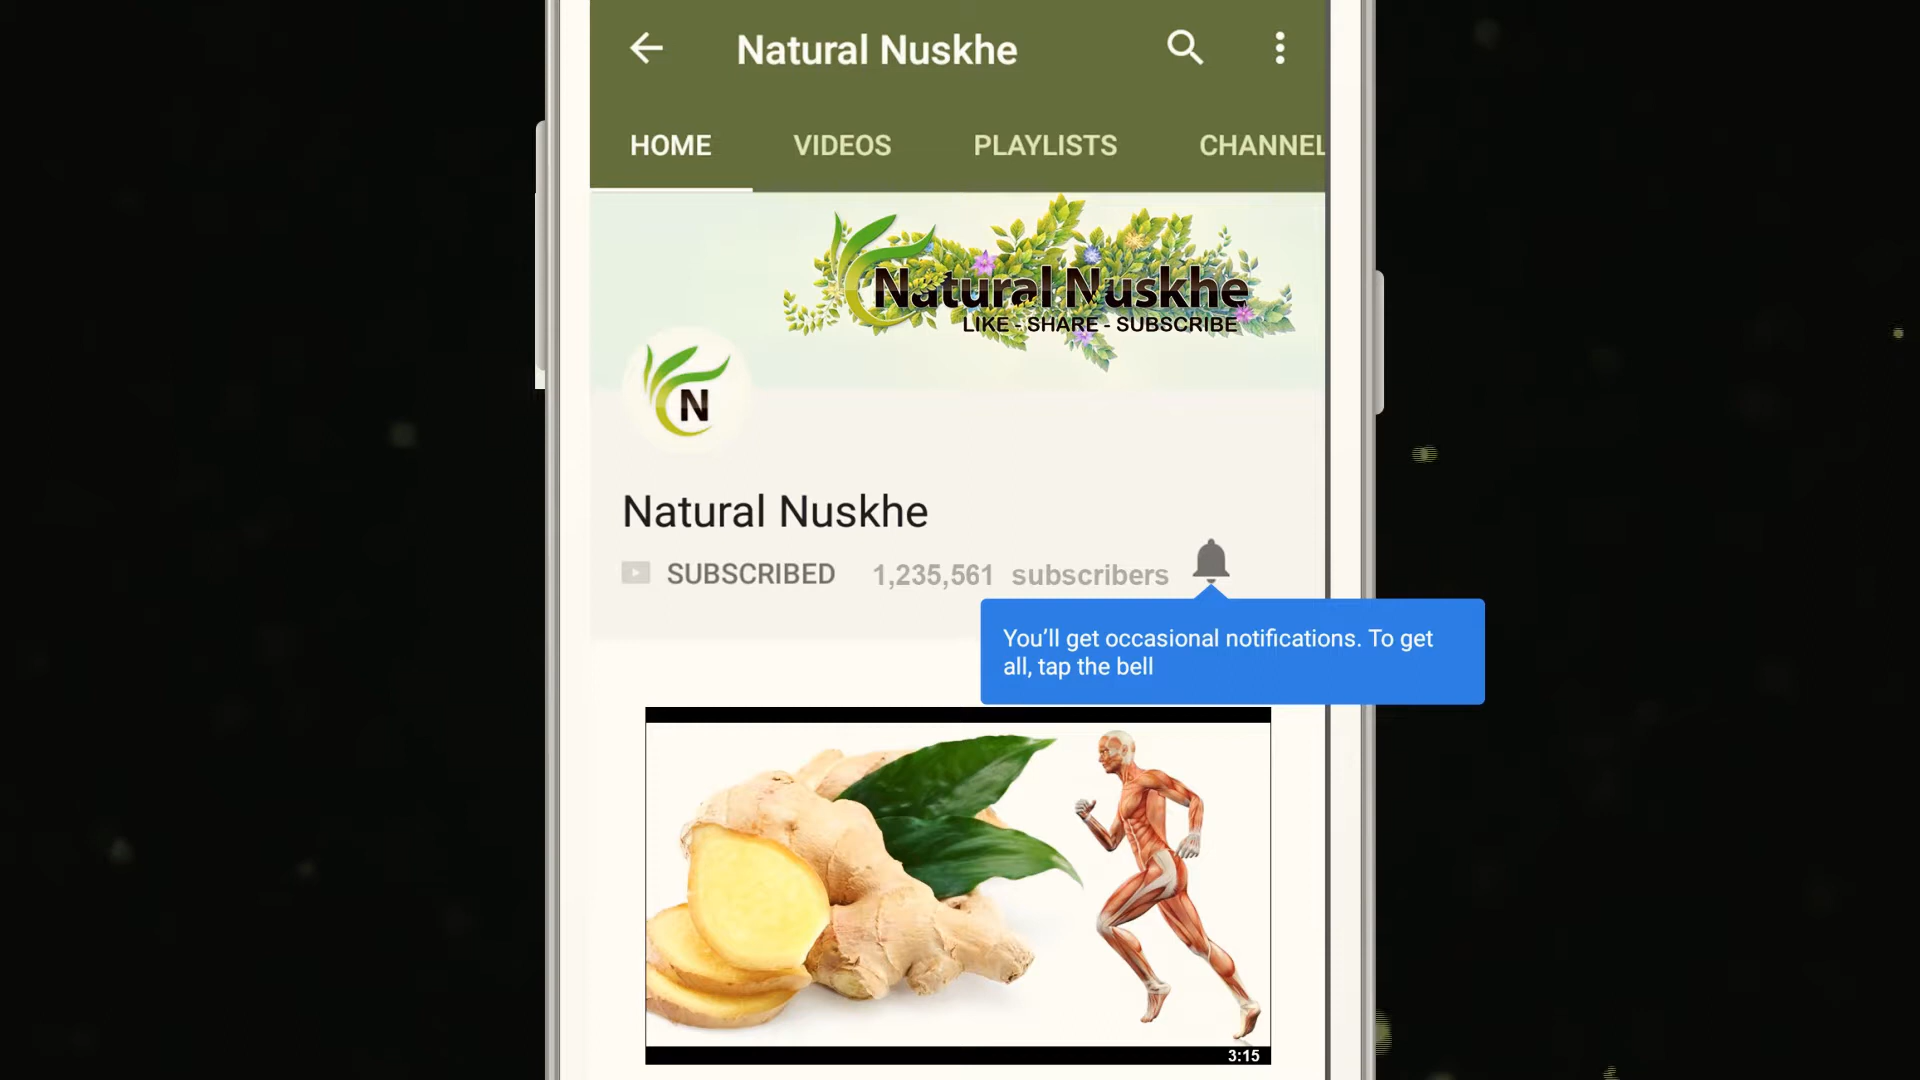 Natural Nuskhe
HOME VIDEOS PLAYLISTS CHANNEL
Natural Nuskhe
LIKE - SHARE - SUBSCRIBE
N
Natural Nuskhe
SUBSCRIBED 1,235,561 subscribers
You’ll get occasional notifications. To get
all, tap the bell
3:15